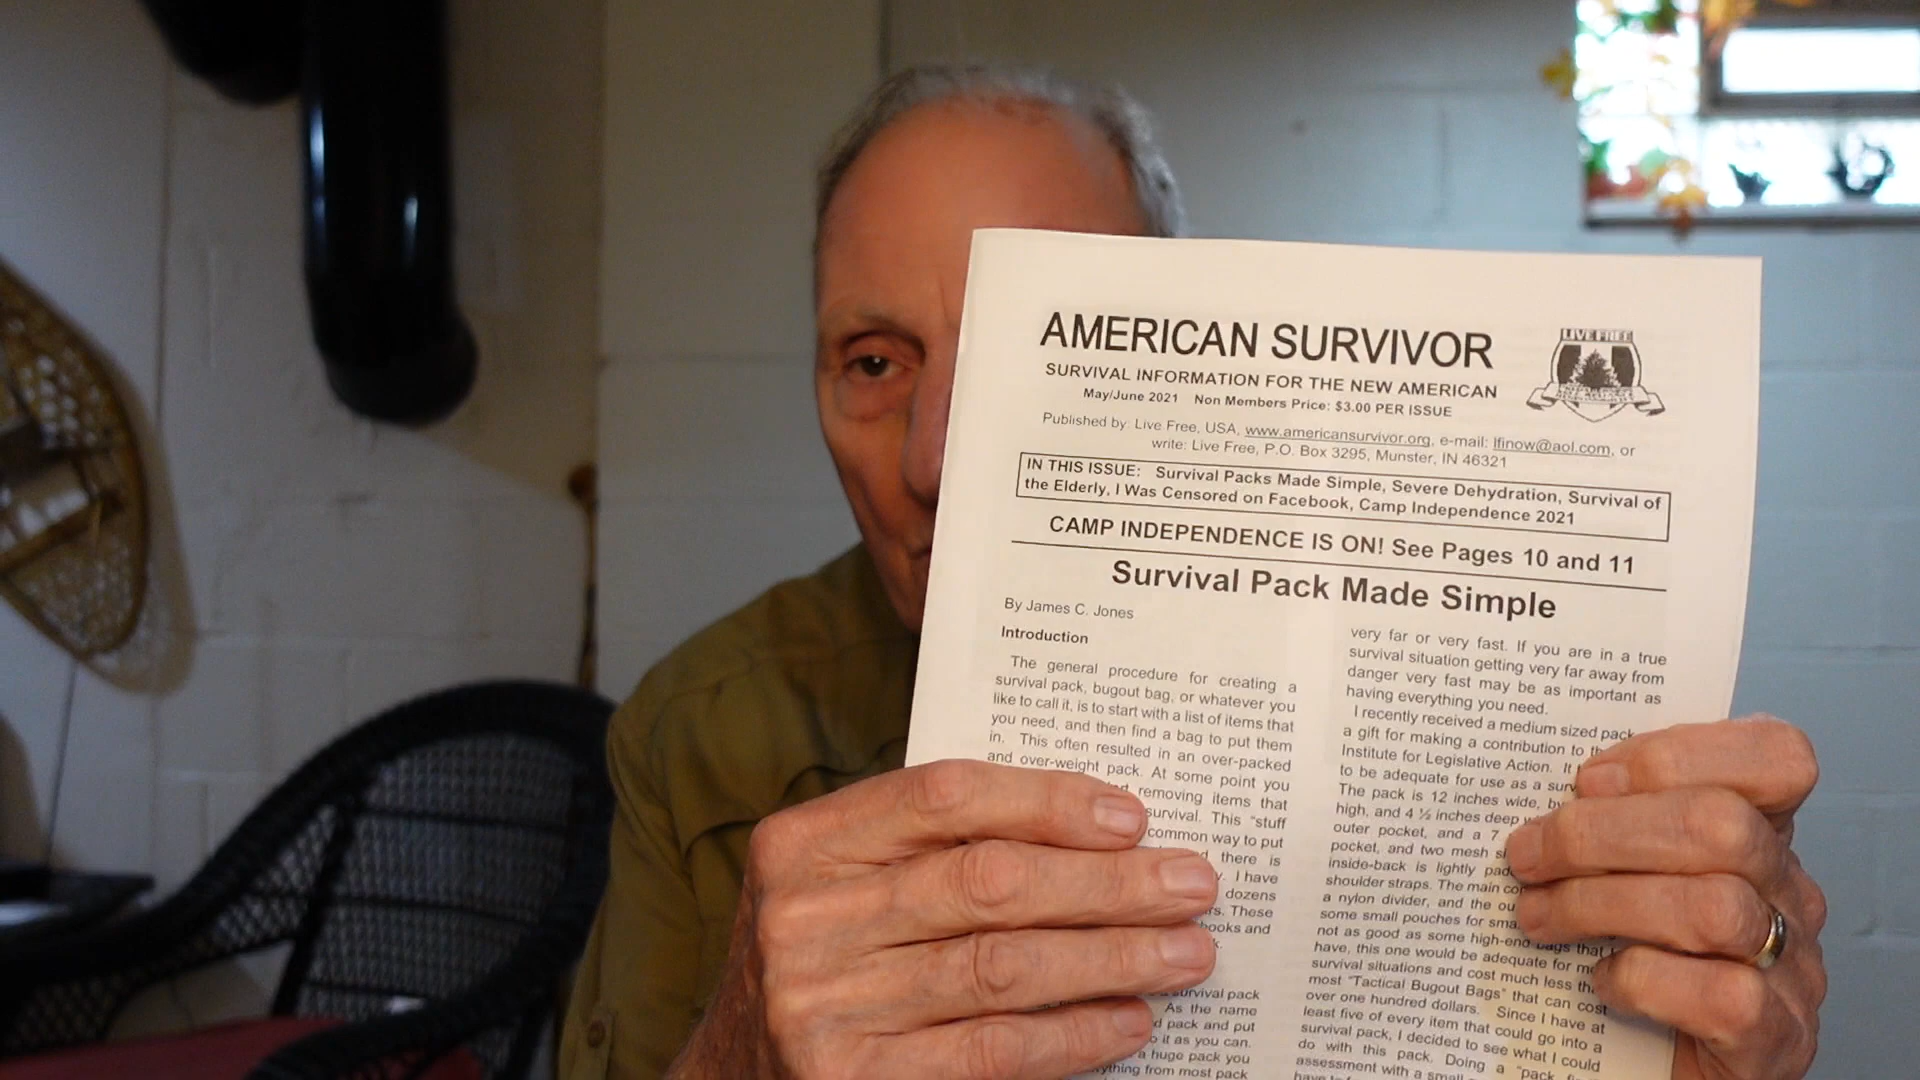 AMERICAN SURVIVOR
LIVE FREE
SURVIVAL INFORMATION FOR THE NEW AMERICAN
May/June 2021 Non Members Price: $3.00 PER ISSUE
Published by: Live Free, USA, www.americansurvivor.org, e-mail: lfinow@aol.com, or
write: Live Free, P.O. Box 3295, Munster, IN 46321
IN THIS ISSUE: Survival Packs Made Simple, Severe Dehydration, Survival of
the Elderly, I Was Censored on Facebook, Camp Independence 2021
CAMP INDEPENDENCE IS ON! See Pages 10 and 11
Survival Pack Made Simple
By James C. Jones
Introduction
The general procedure for creating a
survival pack, bugout bag, or whatever you
like to call it, is to start with a list of items that
you need, and then find a bag to put them
in. This often resulted in an over-packed
and over-weight pack. At some point you
removing items that
survival. This "stuff
common way to put
there is
I have
dozens
These
books and
survival pack
As the name
pack and put
it as you can.
a huge pack you
from most pack
very far or very fast. If you are in a true
survival situation getting very far away from
danger very fast may be as important as
having everything you need.
I recently received a medium sized pack
a gift for making a contribution to
Institute for Legislative Action. It
to be adequate for use as a
The pack is 12 inches wide, by
high, and 4 ½ inches deep
outer pocket, and a 7
pocket, and two mesh
inside-back is lightly
shoulder straps. The main
a nylon divider, and the
some small pouches for
not as good as some high-end bags that
have, this one would be adequate for
survival situations and cost much less
most "Tactical Bugout Bags" that can cost
over one hundred dollars. Since I have at
least five of every item that could go into a
survival pack, I decided to see what I could
do with this pack. Doing a "pack
assessment with a small